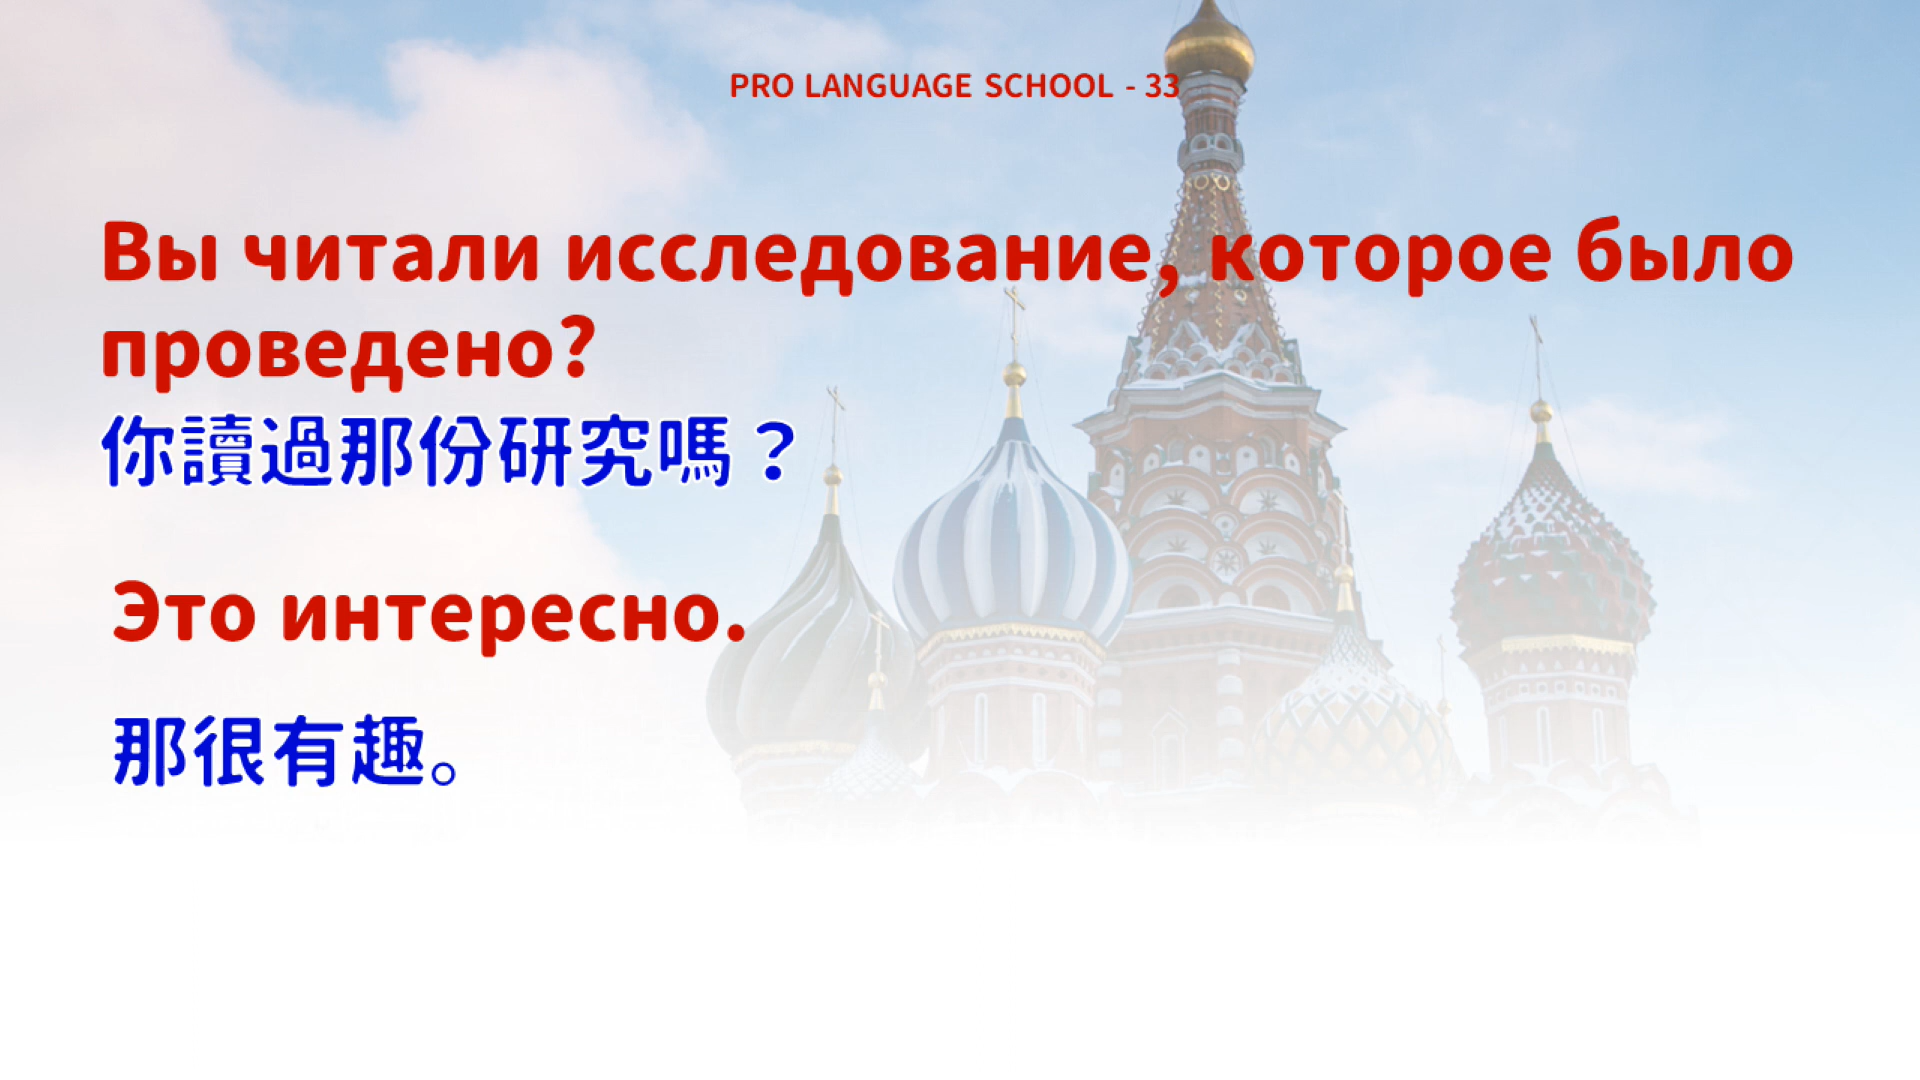 PRO LANGUAGE SCHOOL - 33
Вы читали исследование, которое было
проведено?
你讀過那份研究嗎？
Это интересно.
那很有趣。